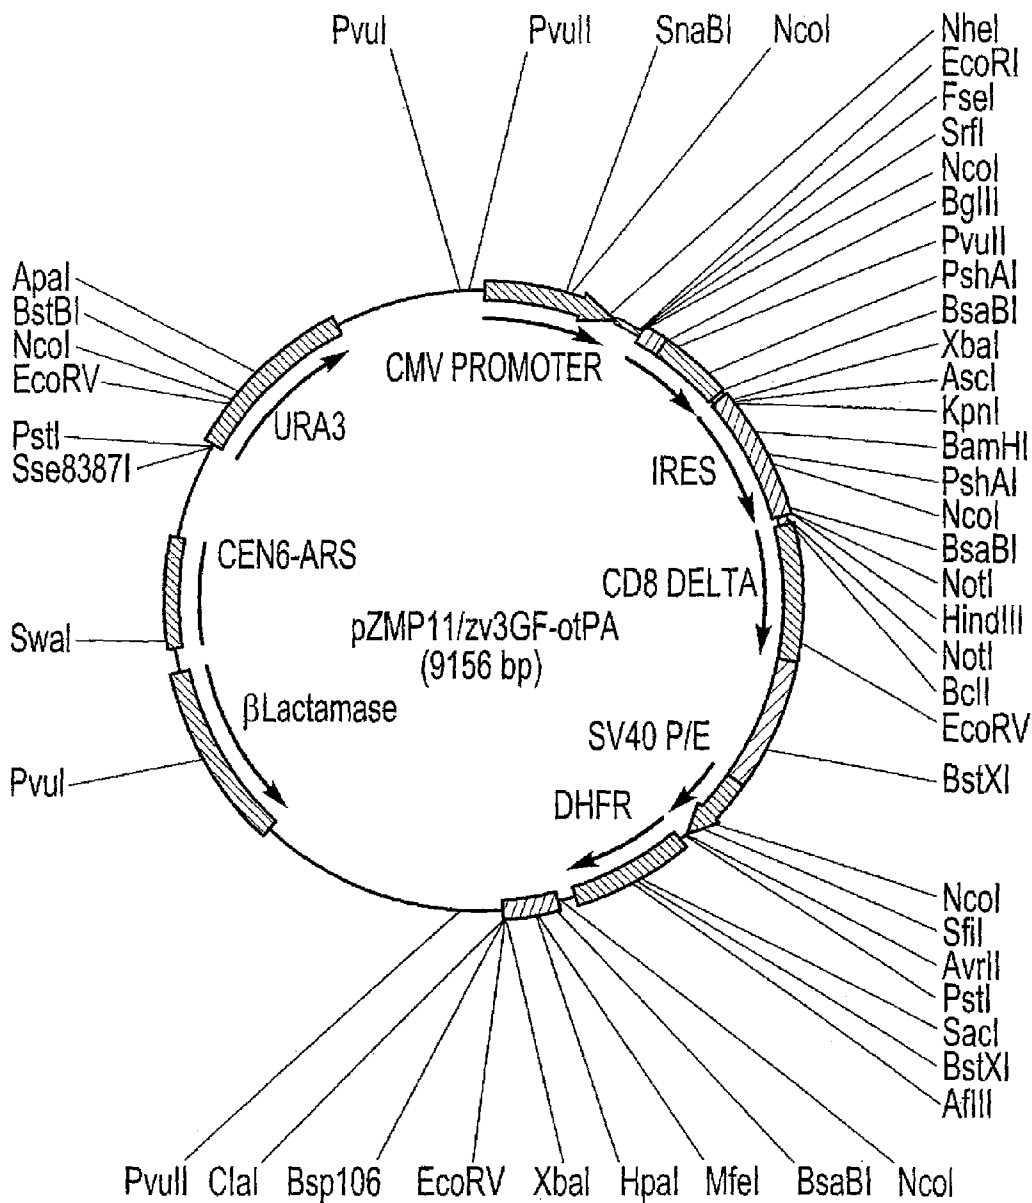 PvuI
PvuII
SnaBI
NcoI
NheI
EcoRI
FseI
SrfI
NcoI
BglII
PvuII
PshAI
BsaBI
XbaI
AscI
KpnI
BamHI
PshAI
NcoI
BsaBI
NotI
HindIII
NotI
BclI
EcoRV
BstXI
NcoI
SfiI
AvrII
PstI
SacI
BstXI
AflII
ApaI
BstBI
NcoI
EcoRV
PstI
Sse8387I
SwaI
PvuI
CMV PROMOTER
URA3
IRES
CEN6-ARS
CD8 DELTA
pZMP11/zv3GF-otPA
(9156 bp)
βLactamase
SV40 P/E
DHFR
PvuII
ClaI
Bsp106
EcoRV
XbaI
HpaI
MfeI
BsaBI
NcoI